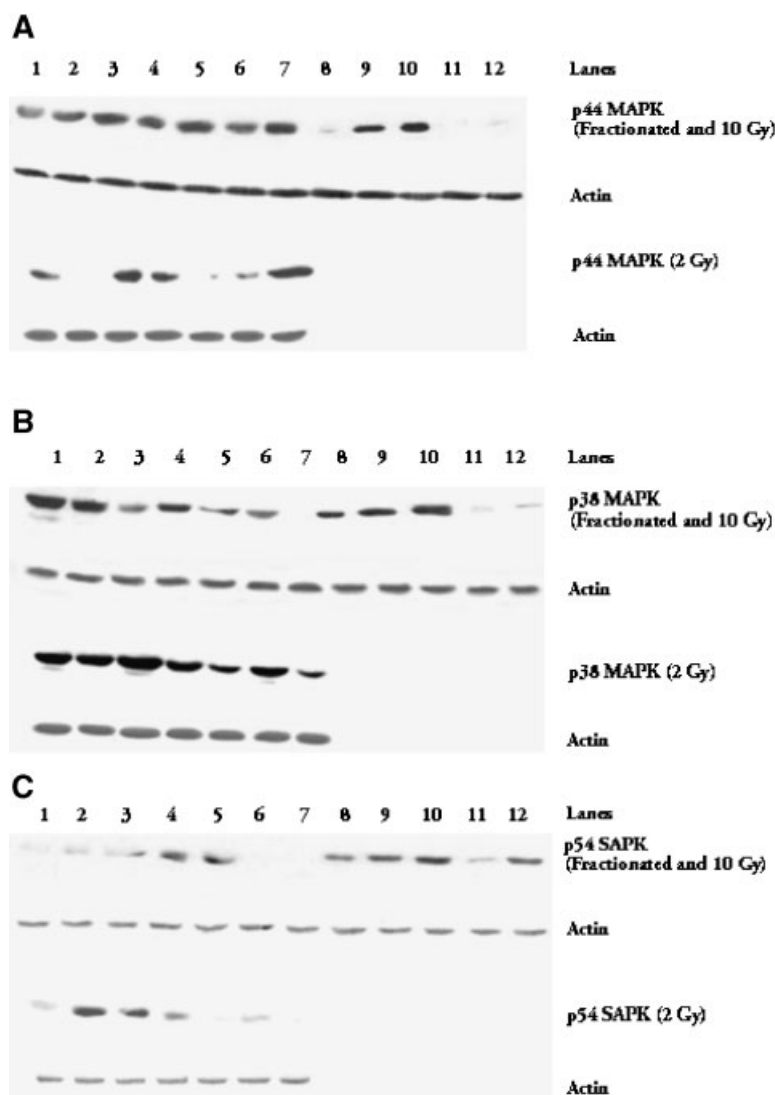 A
1 2 3 4 5 6 7 8 9 10 11 12 Lanes
p44 MAPK
(Fractionated and 10 Gy)
Actin
p44 MAPK (2 Gy)
Actin
B
1 2 3 4 5 6 7 8 9 10 11 12 Lanes
p38 MAPK
(Fractionated and 10 Gy)
Actin
p38 MAPK (2 Gy)
Actin
C
1 2 3 4 5 6 7 8 9 10 11 12 Lanes
p54 SAPK
(Fractionated and 10 Gy)
Actin
p54 SAPK (2 Gy)
Actin